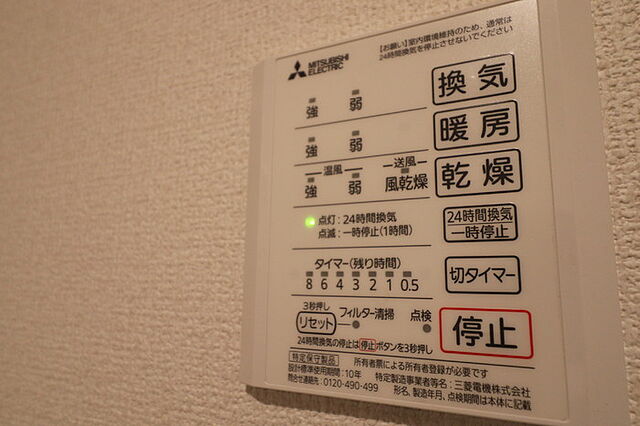 【お願い】室内環境維持のため、通常は
24時間換気を停止させないでください
MITSUBISHI
ELECTRIC
強 弱 換気
強 弱 暖房
温風 送風
強 弱 風乾燥 乾燥
点灯:24時間換気
点滅:一時停止(1時間)
24時間換気
一時停止
タイマー(残り時間)
8 6 4 3 2 1 0.5
切タイマー
3秒押し
リセット フィルター清掃 点検
停止
24時間換気の停止は停止ボタンを3秒押し
特定保守製品 所有者票による所有者登録が必要です
設計標準使用期間:10年 特定製造事業者等名:三菱電機株式会社
問合せ連絡先:0120-490-499 形名、製造年月、点検期間は本体に記載